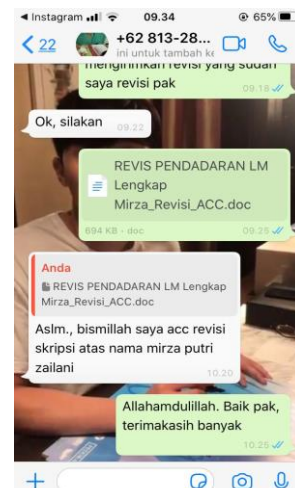 Instagram
09.34
65%
22
+62 813-28...
ini untuk tambah ke
mengirimkan revisi yang sudah
saya revisi pak
09.18
Ok, silakan
09.22
REVIS PENDADARAN LM
Lengkap
Mirza_Revisi_ACC.doc
694 KB • doc
09.25
Anda
REVIS PENDADARAN LM Lengkap
Mirza_Revisi_ACC.doc
Aslm., bismillah saya acc revisi
skripsi atas nama mirza putri
zailani
10.20
Allahamdulillah. Baik pak,
terimakasih banyak
10.25